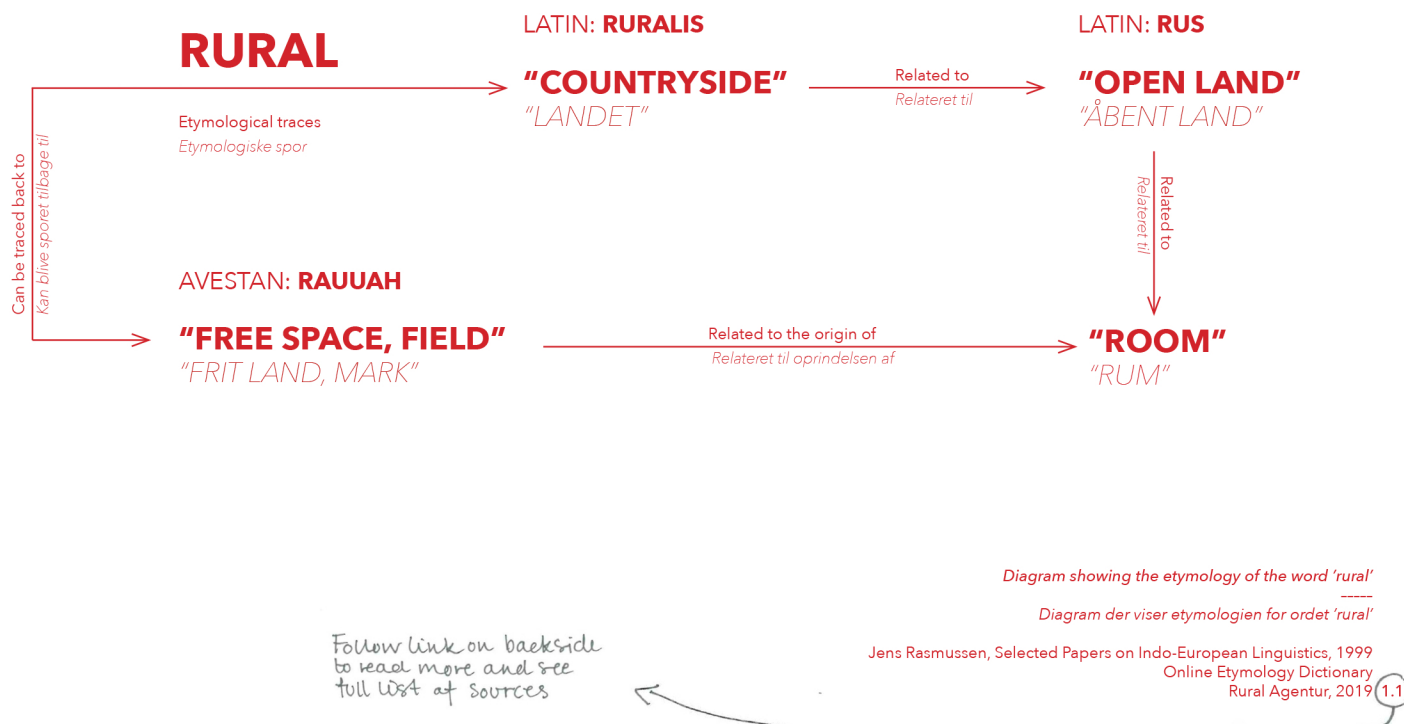 RURAL
Etymological traces
Etymologiske spor
LATIN: RURALIS
"COUNTRYSIDE"
"LANDET"
Related to
Relateret til
LATIN: RUS
"OPEN LAND"
"ÅBENT LAND"
Related to
Relateret til
Can be traced back to
Kan blive sporet tilbage til
AVESTAN: RAUUAH
"FREE SPACE, FIELD"
"FRIT LAND, MARK"
Related to the origin of
Relateret til oprindelsen af
"ROOM"
"RUM"
Diagram showing the etymology of the word ‘rural’
-----
Diagram der viser etymologien for ordet ‘rural’
Jens Rasmussen, Selected Papers on Indo-European Linguistics, 1999
Online Etymology Dictionary
Rural Agentur, 2019 1.1
Follow link on backside
to read more and see
full list of sources